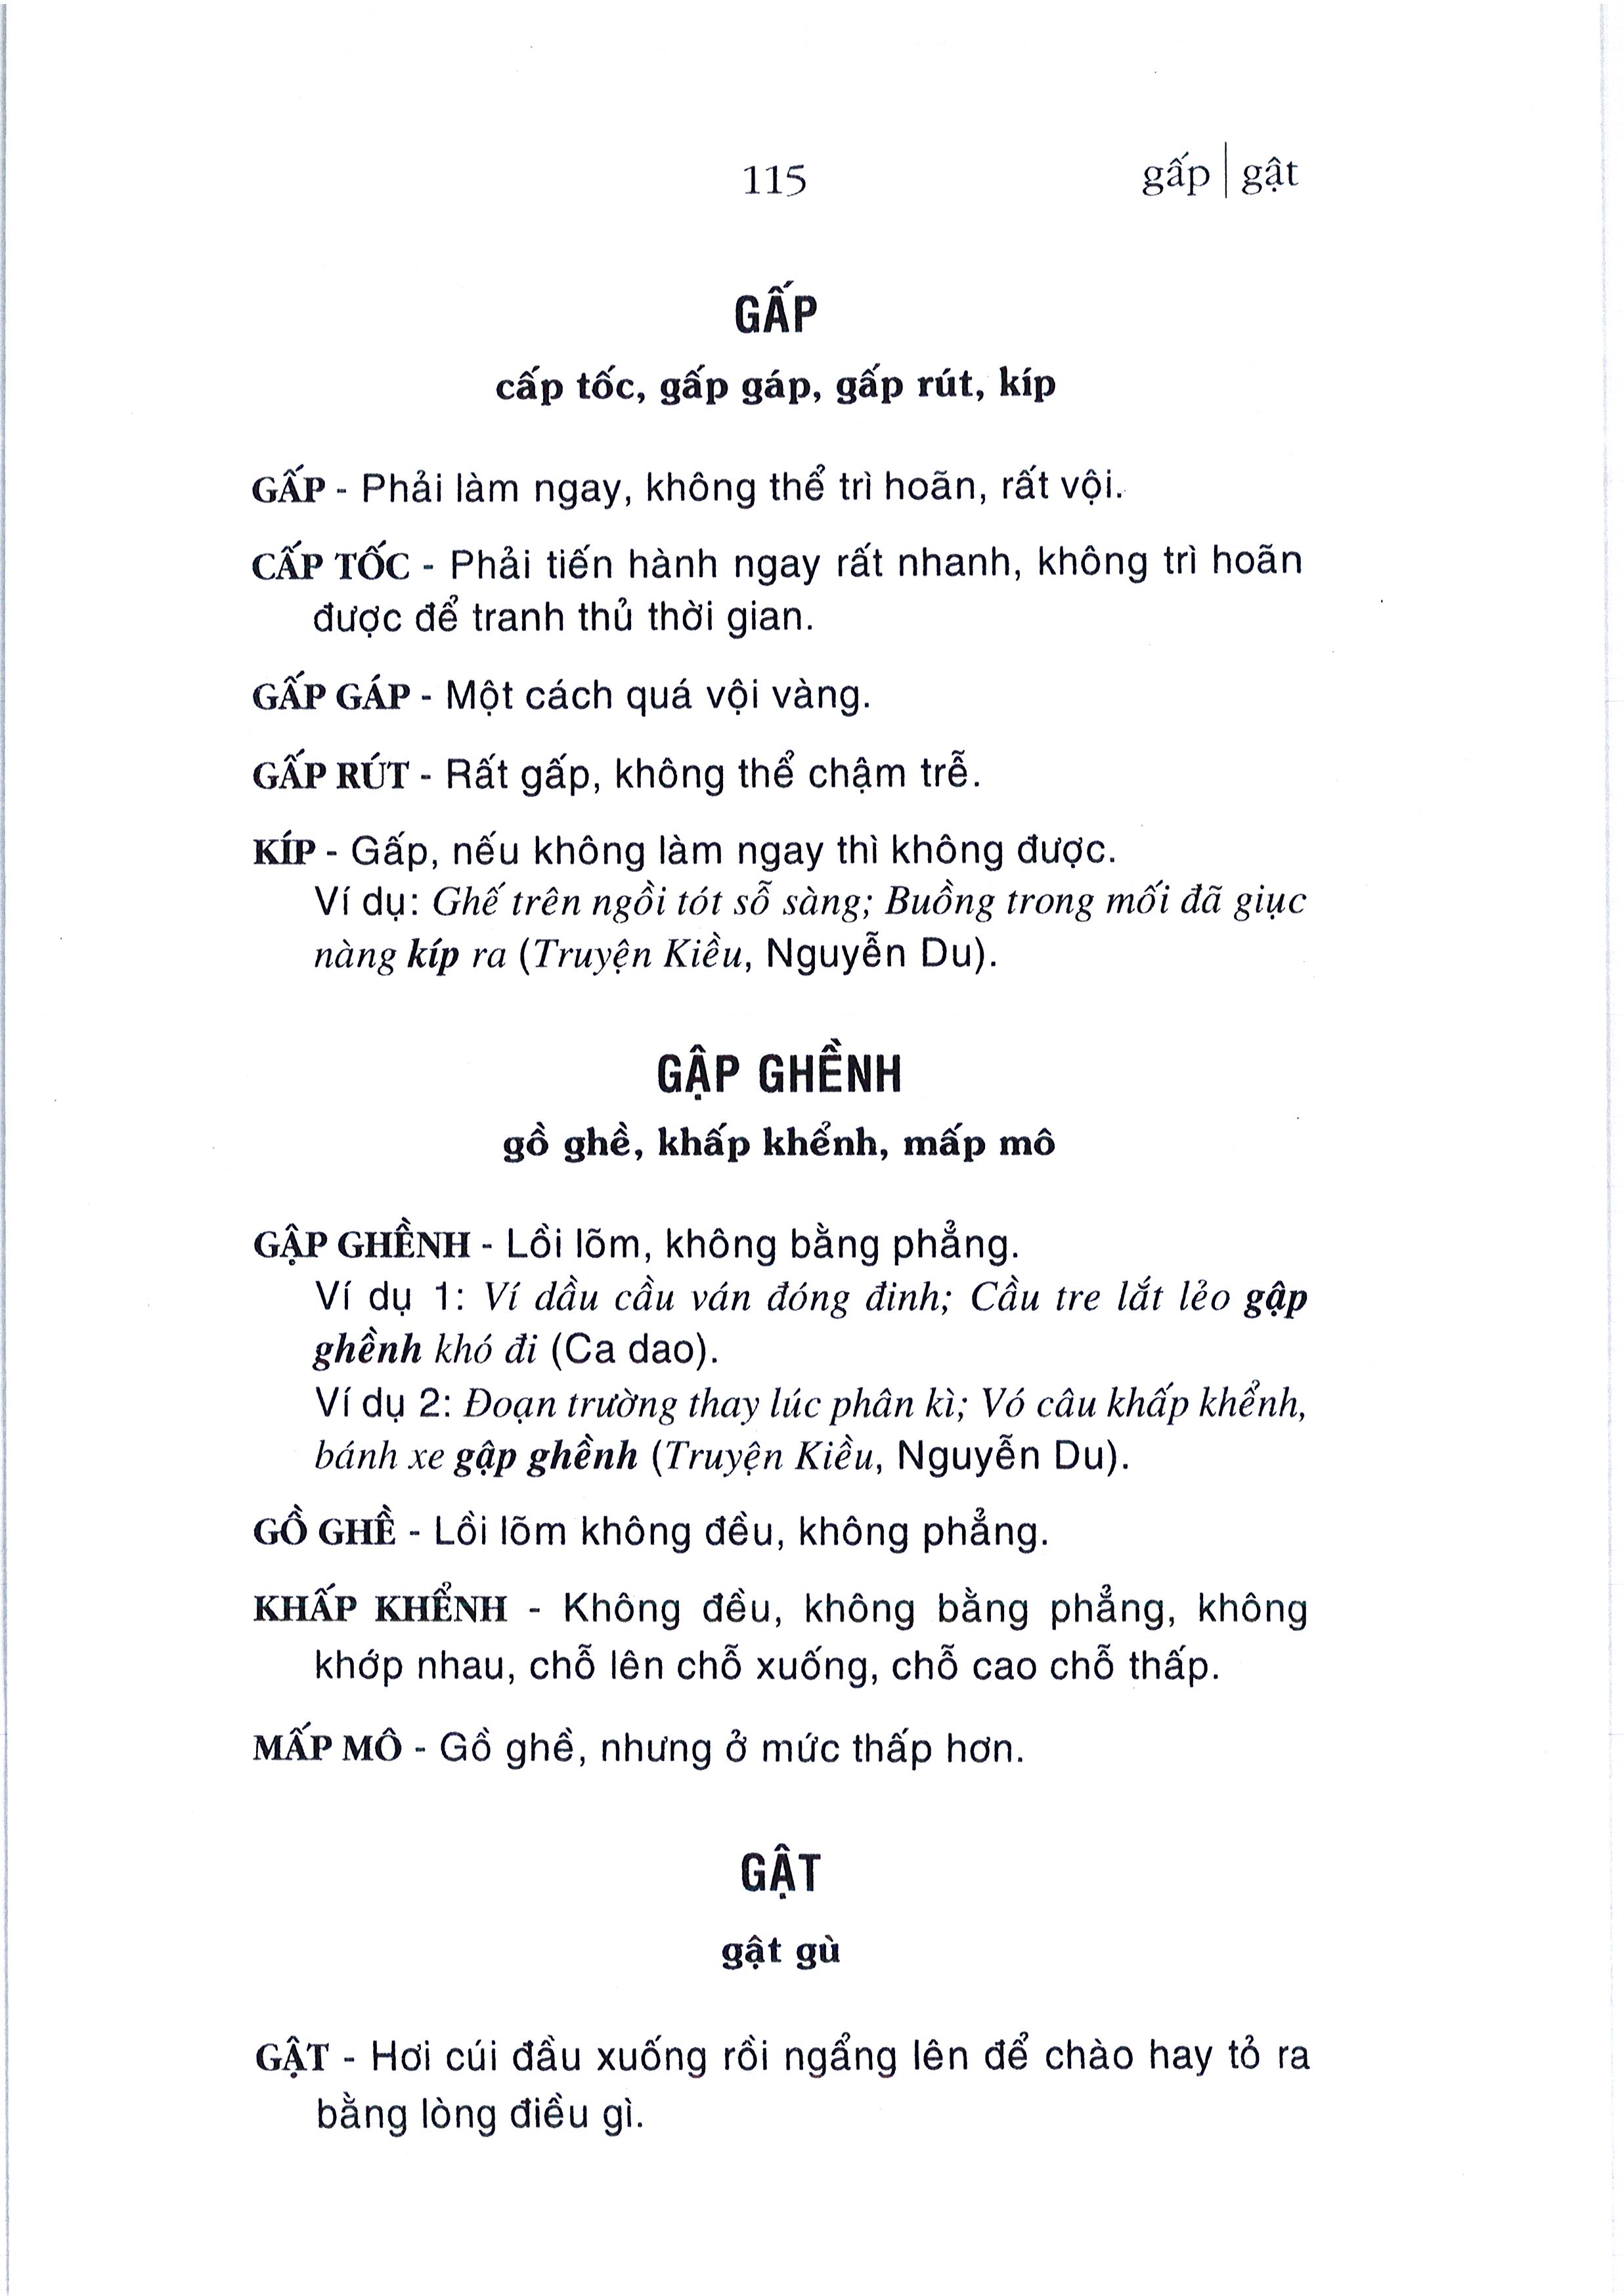 115
gấp | gật
GẤP
cấp tốc, gấp gáp, gấp rút, kíp
GẤP - Phải làm ngay, không thể trì hoãn, rất vội.
CẤP TỐC - Phải tiến hành ngay rất nhanh, không trì hoãn
được để tranh thủ thời gian.
GẤP GÁP - Một cách quá vội vàng.
GẤP RÚT - Rất gấp, không thể chậm trễ.
KÍP - Gấp, nếu không làm ngay thì không được.
Ví dụ: Ghế trên ngồi tót sỗ sàng; Buồng trong mối đã giục
nàng kíp ra (Truyện Kiều, Nguyễn Du).
GẬP GHỀNH
gồ ghề, khấp khểnh, mấp mô
GẬP GHỀNH - Lồi lõm, không bằng phẳng.
Ví dụ 1: Ví dầu cầu ván đóng đinh; Cầu tre lắt lẻo gập
ghềnh khó đi (Ca dao).
Ví dụ 2: Đoạn trường thay lúc phân kì; Vó câu khấp khểnh,
bánh xe gập ghềnh (Truyện Kiều, Nguyễn Du).
GỒ GHỀ - Lồi lõm không đều, không phẳng.
KHẤP KHỂNH - Không đều, không bằng phẳng, không
khớp nhau, chỗ lên chỗ xuống, chỗ cao chỗ thấp.
MẤP MÔ - Gồ ghề, nhưng ở mức thấp hơn.
GẬT
gật gù
GẬT - Hơi cúi đầu xuống rồi ngẩng lên để chào hay tỏ ra
bằng lòng điều gì.